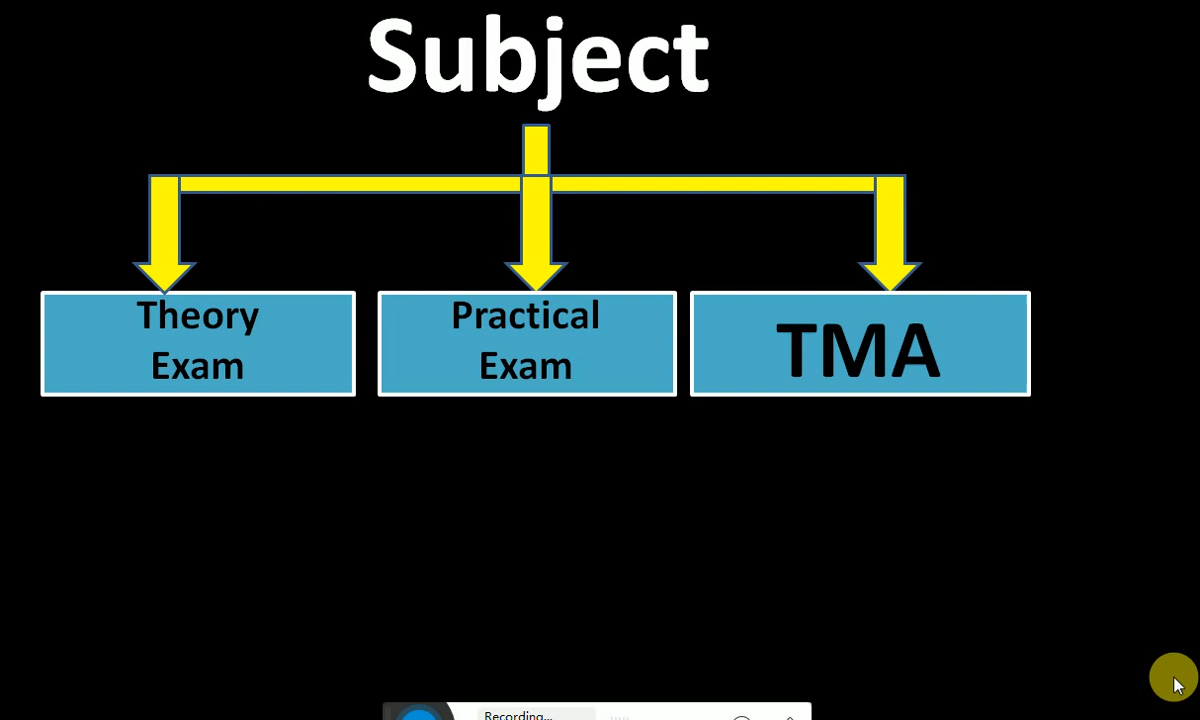 Subject
Theory
Exam
Practical
Exam
TMA
Recording...